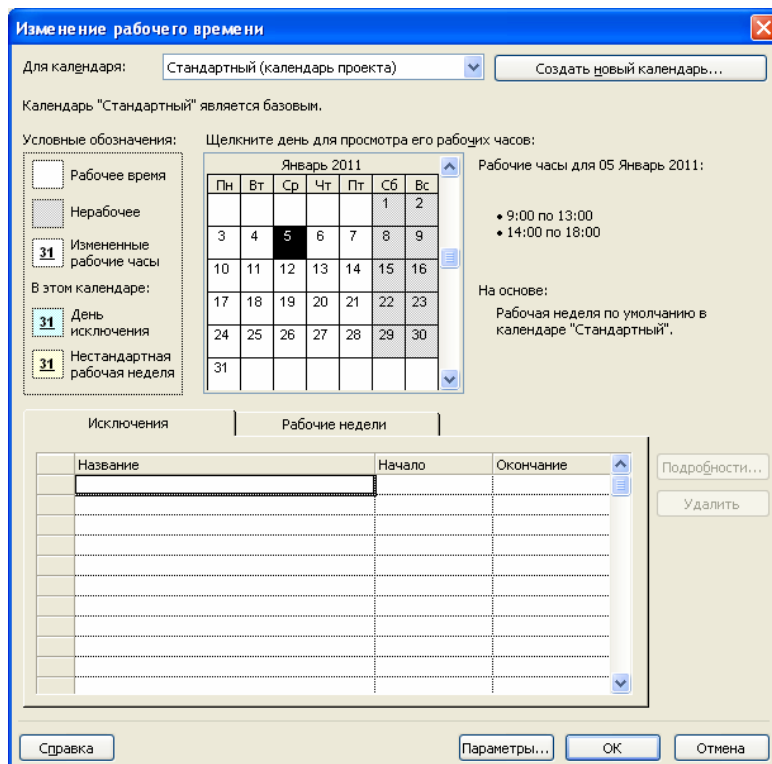 Изменение рабочего времени
Для календаря: Стандартный (календарь проекта) Создать новый календарь...
Календарь "Стандартный" является базовым.
Условные обозначения:
Рабочее время
Нерабочее
31 Измененные
рабочие часы
В этом календаре:
31 День
исключения
31 Нестандартная
рабочая неделя
Щелкните день для просмотра его рабочих часов:
Январь 2011
Пн Вт Ср Чт Пт Сб Вс
1 2
3 4 5 6 7 8 9
10 11 12 13 14 15 16
17 18 19 20 21 22 23
24 25 26 27 28 29 30
31
Рабочие часы для 05 Январь 2011:
• 9:00 по 13:00
• 14:00 по 18:00
На основе:
Рабочая неделя по умолчанию в
календаре "Стандартный".
Исключения Рабочие недели
Название Начало Окончание
Подробности...
Удалить
Справка Параметры... ОК Отмена